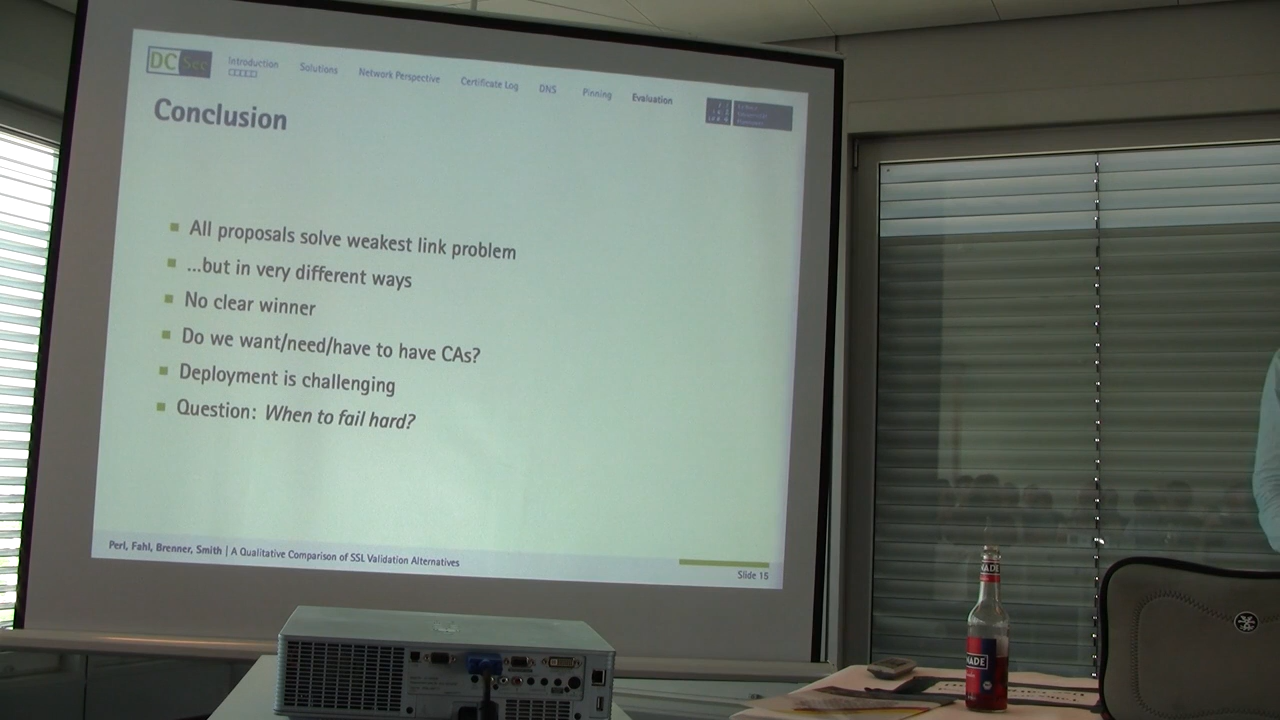 DC Sec
Introduction Solutions Network Perspective Certificate Log DNS Pinning Evaluation
Conclusion
All proposals solve weakest link problem
...but in very different ways
No clear winner
Do we want/need/have to have CAs?
Deployment is challenging
Question: When to fail hard?
Perl, Fahl, Brenner, Smith | A Qualitative Comparison of SSL Validation Alternatives
Slide 15